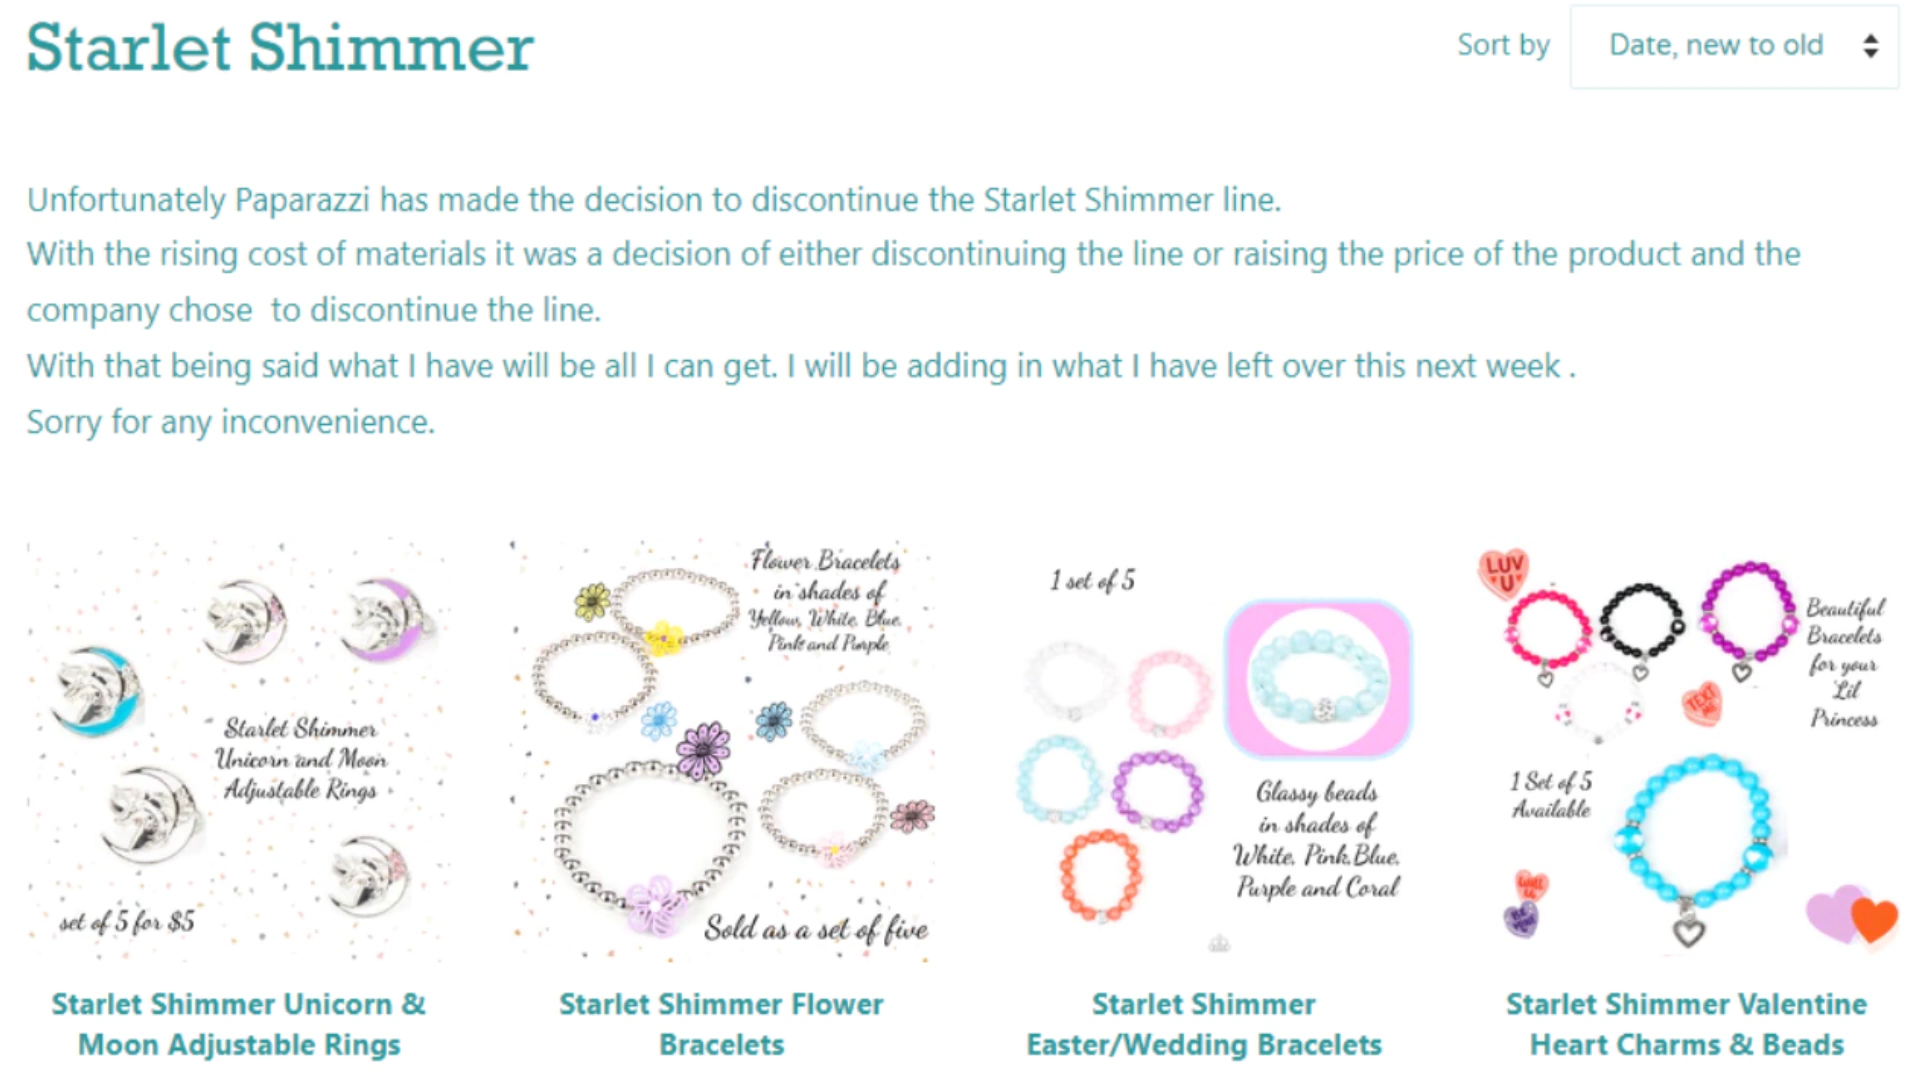 Starlet Shimmer
Sort by
Date, new to old
Unfortunately Paparazzi has made the decision to discontinue the Starlet Shimmer line.
With the rising cost of materials it was a decision of either discontinuing the line or raising the price of the product and the
company chose  to discontinue the line.
With that being said what I have will be all I can get. I will be adding in what I have left over this next week .
Sorry for any inconvenience.
Starlet Shimmer
Unicorn and Moon
Adjustable Rings
set of 5 for $5
Flower Bracelets
in shades of
Yellow, White, Blue,
Pink and Purple
Sold as a set of five
1 set of 5
Glassy beads
in shades of
White, Pink, Blue,
Purple and Coral
LUV
U
Beautiful
Bracelets
for your
Lil
Princess
TEXT
ME
1 Set of 5
Available
Starlet Shimmer Unicorn &
Moon Adjustable Rings
Starlet Shimmer Flower
Bracelets
Starlet Shimmer
Easter/Wedding Bracelets
Starlet Shimmer Valentine
Heart Charms & Beads